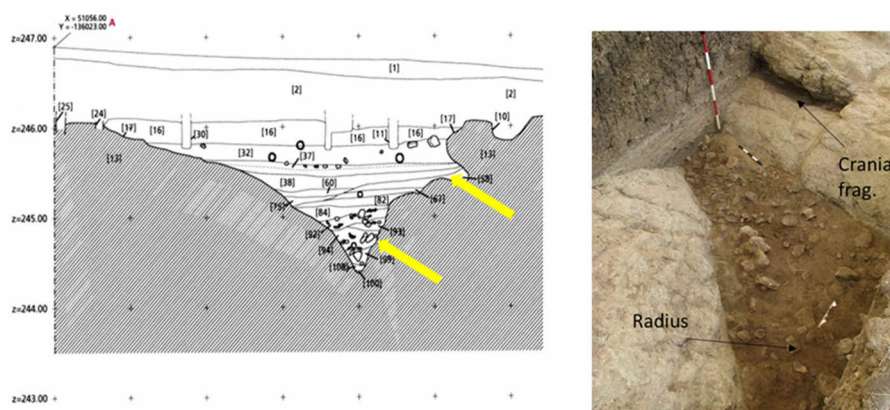 X = 51056.00 A
Y = -136023.00
z=247.00
[1]
[2] [2]
[25] [24] [17] [10]
z=246.00
[17] [16] [30] [16] [16] [11] [16]
[13] [32] [37] [13]
[38] [60] [58]
[75] [82] [67]
z=245.00
[84]
[92] [93]
[94]
[99]
[108]
[100]
z=244.00
z=243.00
Crania
frag.
Radius